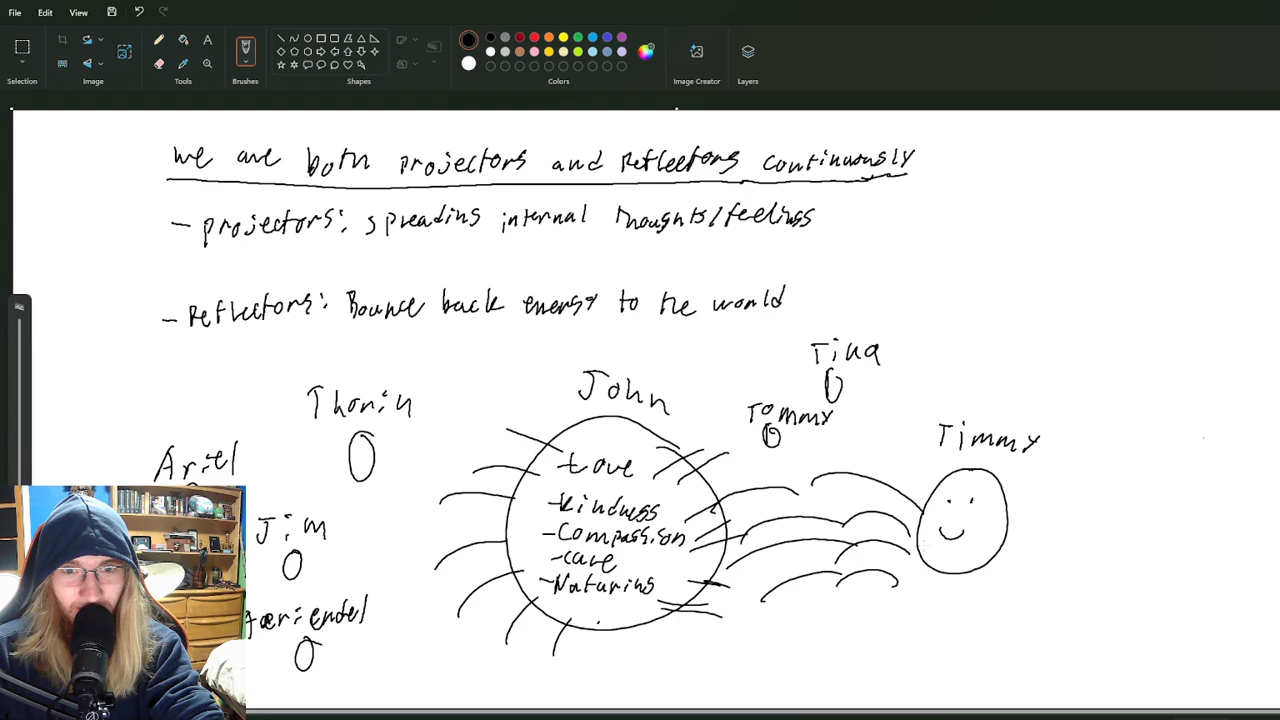 File Edit View
Selection Image Tools Brushes Shapes Colors Image Creator Layers
We are both projectors and Reflectors continuously
- projectors: spreading internal thoughts/feelings
- Reflectors: Bounce back energy to the world
Tina
John
Thorin
Tommy
Timmy
Ariel
- Love
- kindness
- Compassion
- care
- Naturing
Jim